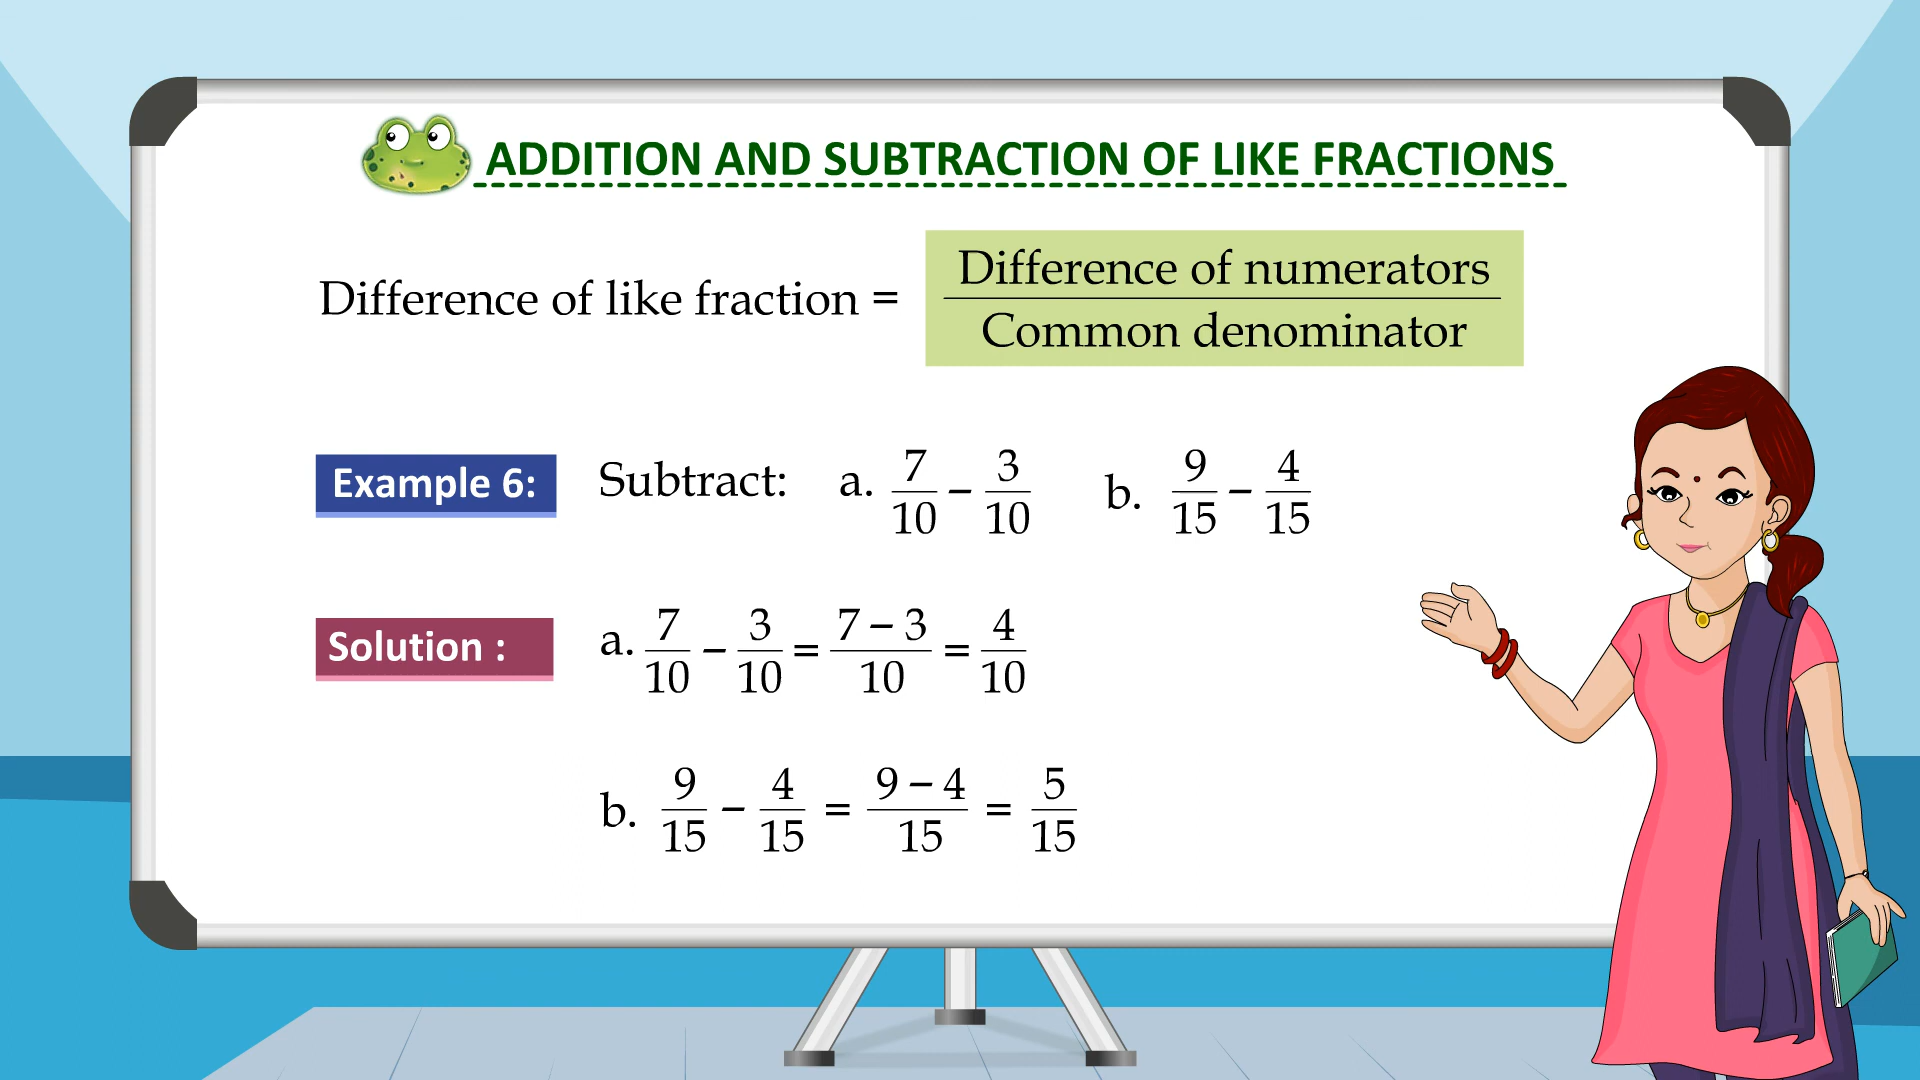 ADDITION AND SUBTRACTION OF LIKE FRACTIONS
Difference of like fraction = Difference of numerators / Common denominator
Example 6: Subtract: a. 7/10 − 3/10 b. 9/15 − 4/15
Solution : a. 7/10 − 3/10 = 7 − 3/10 = 4/10
b. 9/15 − 4/15 = 9 − 4/15 = 5/15